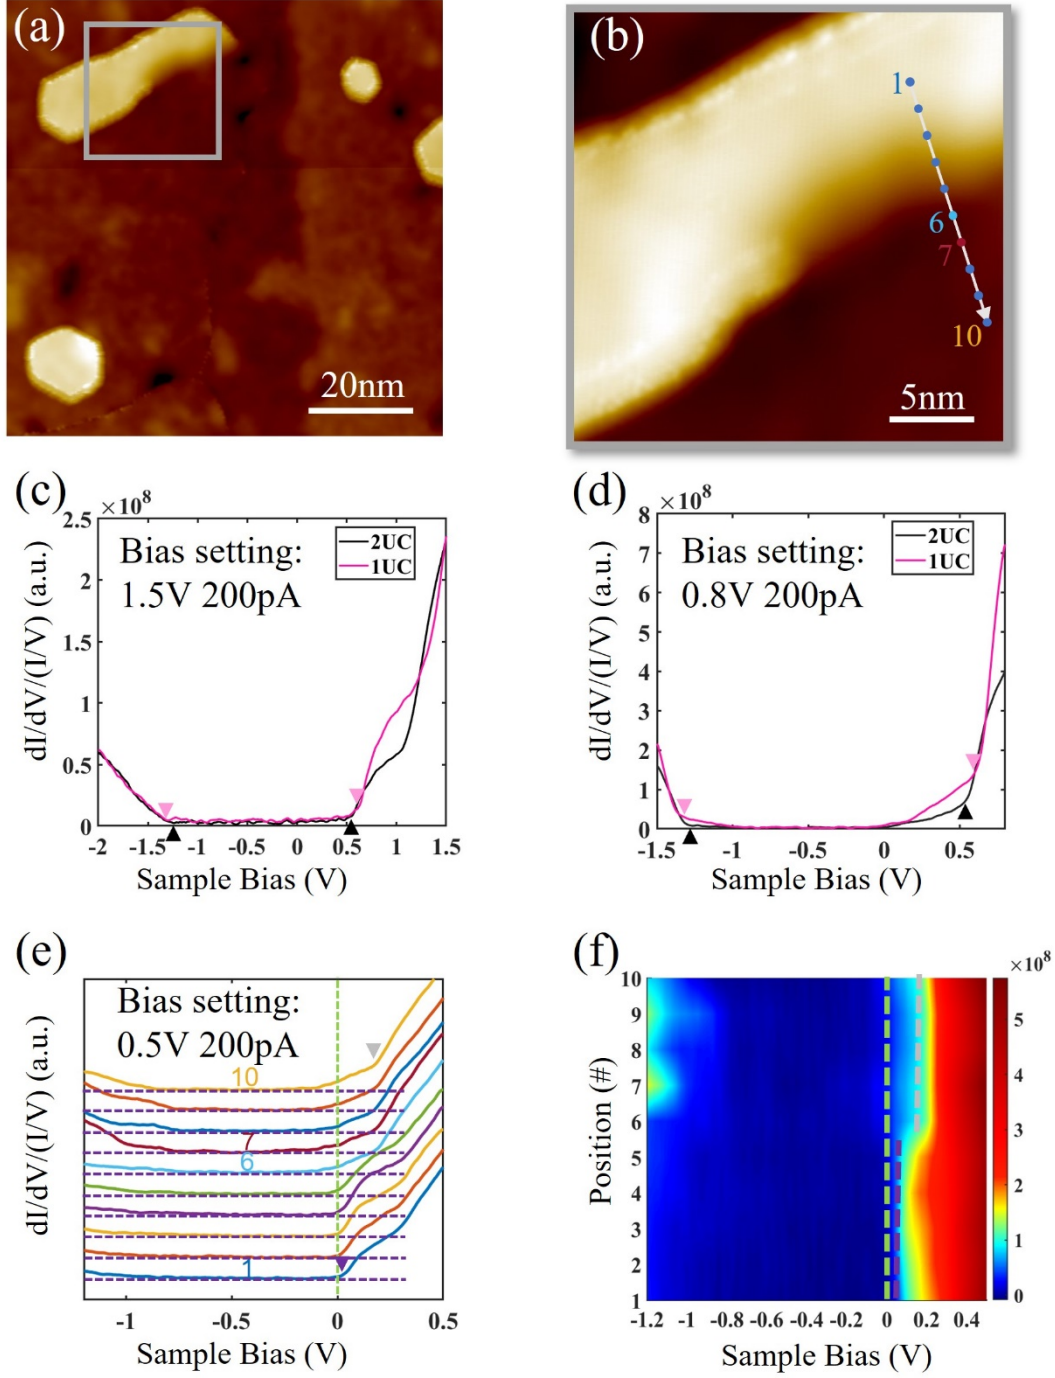 (a)
20nm
(b)
1
6
7
10
5nm
(c)
×10⁸
2.5
2
1.5
1
0.5
0
dI/dV/(I/V) (a.u.)
Bias setting:
1.5V 200pA
2UC
1UC
-2 -1.5 -1 -0.5 0 0.5 1 1.5
Sample Bias (V)
(d)
×10⁸
8
7
6
5
4
3
2
1
0
dI/dV/(I/V) (a.u.)
Bias setting:
0.8V 200pA
2UC
1UC
-1.5 -1 -0.5 0 0.5
Sample Bias (V)
(e)
dI/dV/(I/V) (a.u.)
Bias setting:
0.5V 200pA
10
7
6
1
-1 -0.5 0 0.5
Sample Bias (V)
(f)
Position (#)
10
9
8
7
6
5
4
3
2
1
-1.2 -1 -0.8 -0.6 -0.4 -0.2 0 0.2 0.4
Sample Bias (V)
×10⁸
5
4
3
2
1
0